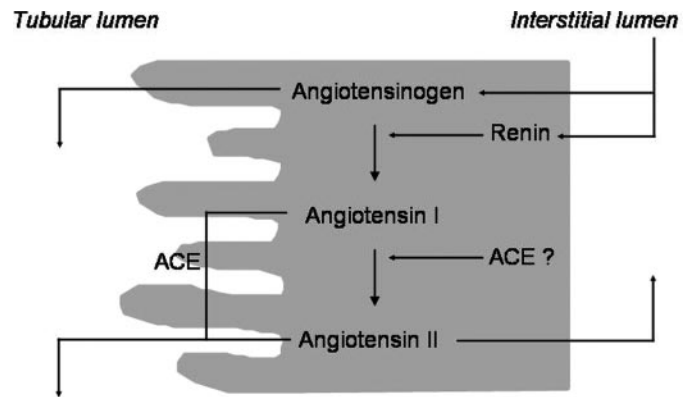 Tubular lumen
Interstitial lumen
Angiotensinogen
Renin
Angiotensin I
ACE
ACE ?
Angiotensin II